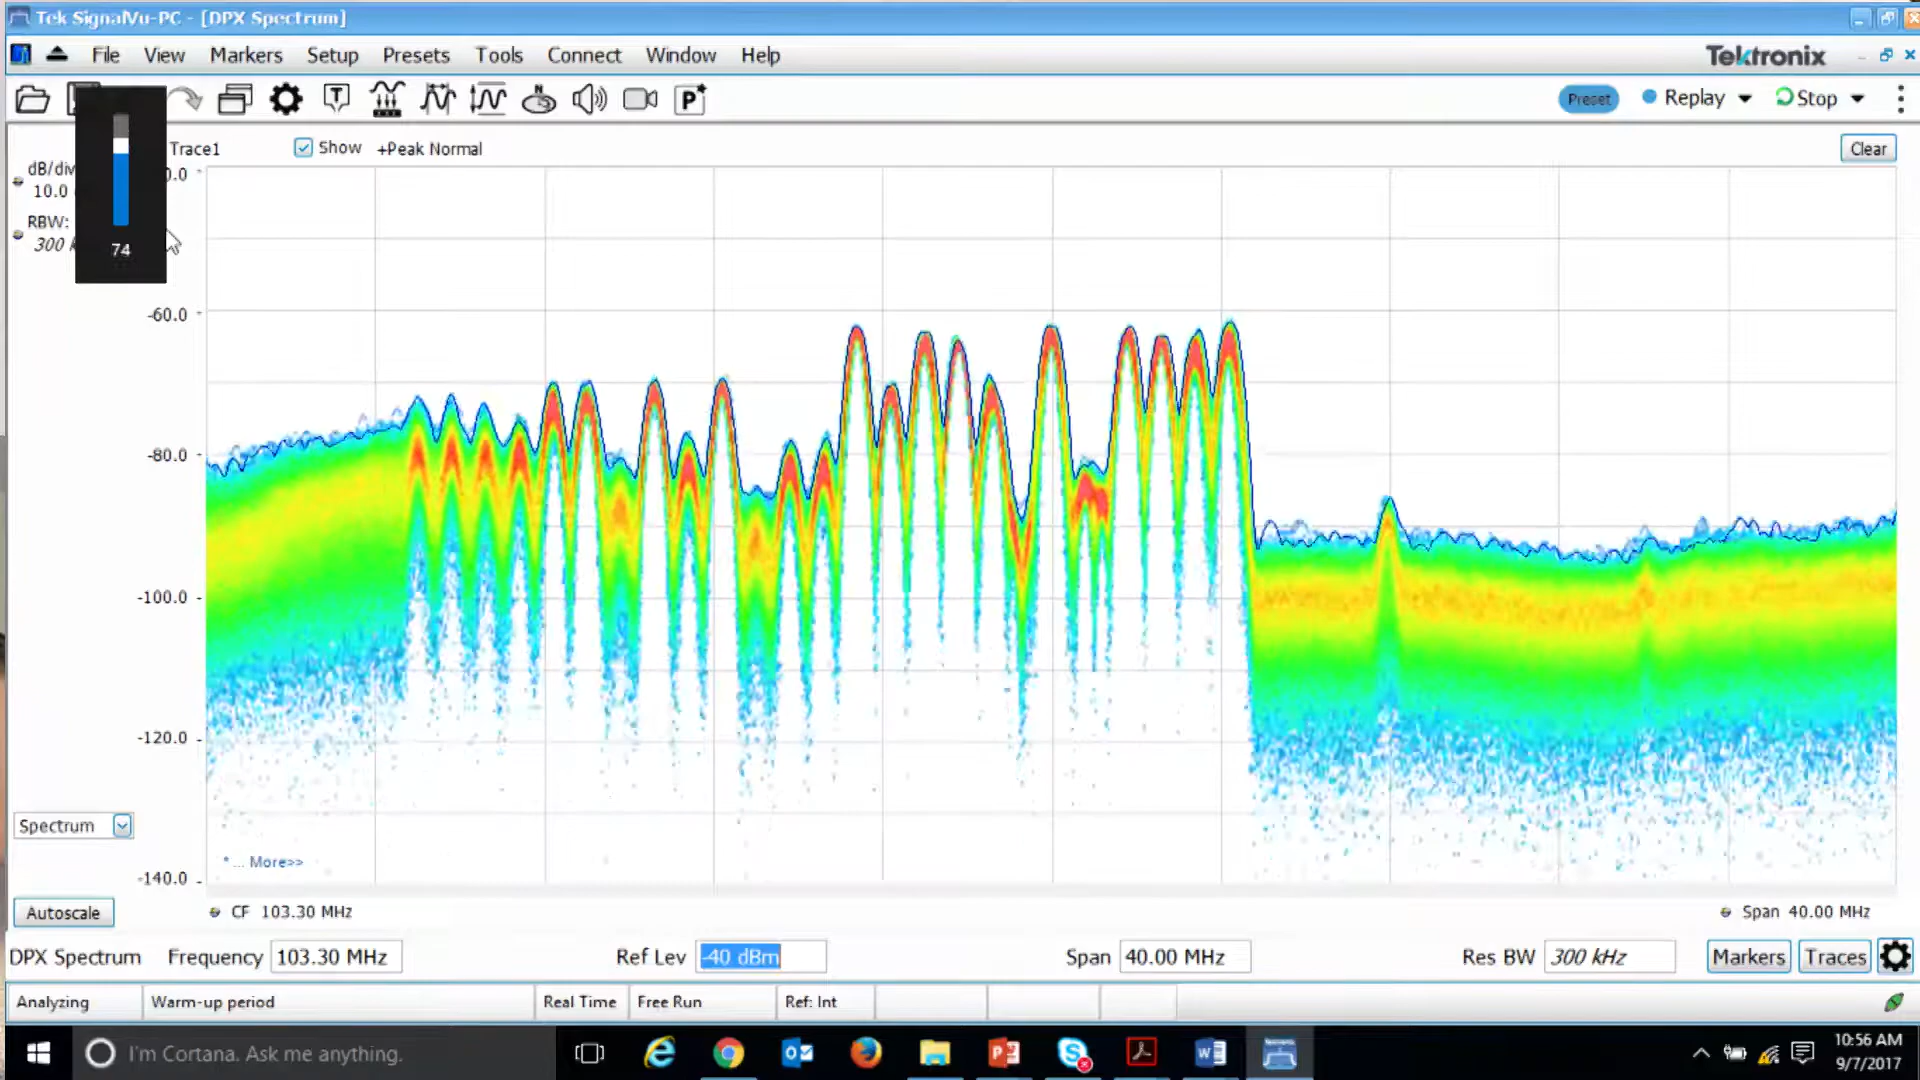 Tek SignalVu-PC - [DPX Spectrum]
File View Markers Setup Presets Tools Connect Window Help
Tektronix
T
P
Preset
Replay
Stop
Trace1
Show
+Peak Normal
Clear
dB/div
10.0
RBW:
300
74
-60.0
-80.0
-100.0
-120.0
-140.0
Spectrum
* ... More>>
Autoscale
CF 103.30 MHz
Span 40.00 MHz
DPX Spectrum Frequency 103.30 MHz Ref Lev -40 dBm Span 40.00 MHz Res BW 300 kHz Markers Traces
Analyzing Warm-up period Real Time Free Run Ref: Int
I'm Cortana. Ask me anything.
10:56 AM
9/7/2017